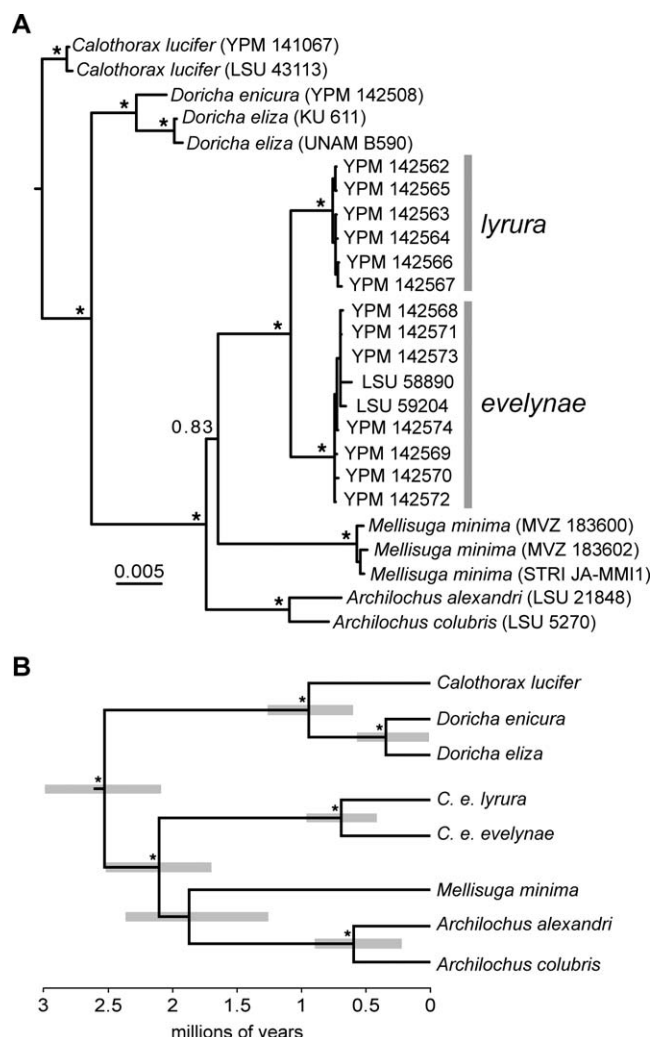 A
* Calothorax lucifer (YPM 141067)
Calothorax lucifer (LSU 43113)
* Doricha enicura (YPM 142508)
* Doricha eliza (KU 611)
Doricha eliza (UNAM B590)
YPM 142562
YPM 142565
* YPM 142563
YPM 142564
YPM 142566
YPM 142567
lyrura
*
*
YPM 142568
YPM 142571
YPM 142573
LSU 58890
LSU 59204
YPM 142574
* YPM 142569
YPM 142570
YPM 142572
evelynae
0.83
*
* Mellisuga minima (MVZ 183600)
Mellisuga minima (MVZ 183602)
Mellisuga minima (STRI JA-MMI1)
0.005
* Archilochus alexandri (LSU 21848)
Archilochus colubris (LSU 5270)
B
* Calothorax lucifer
* Doricha enicura
Doricha eliza
*
* C. e. lyrura
C. e. evelynae
*
Mellisuga minima
* Archilochus alexandri
Archilochus colubris
3 2.5 2 1 1 0.5 0
millions of years